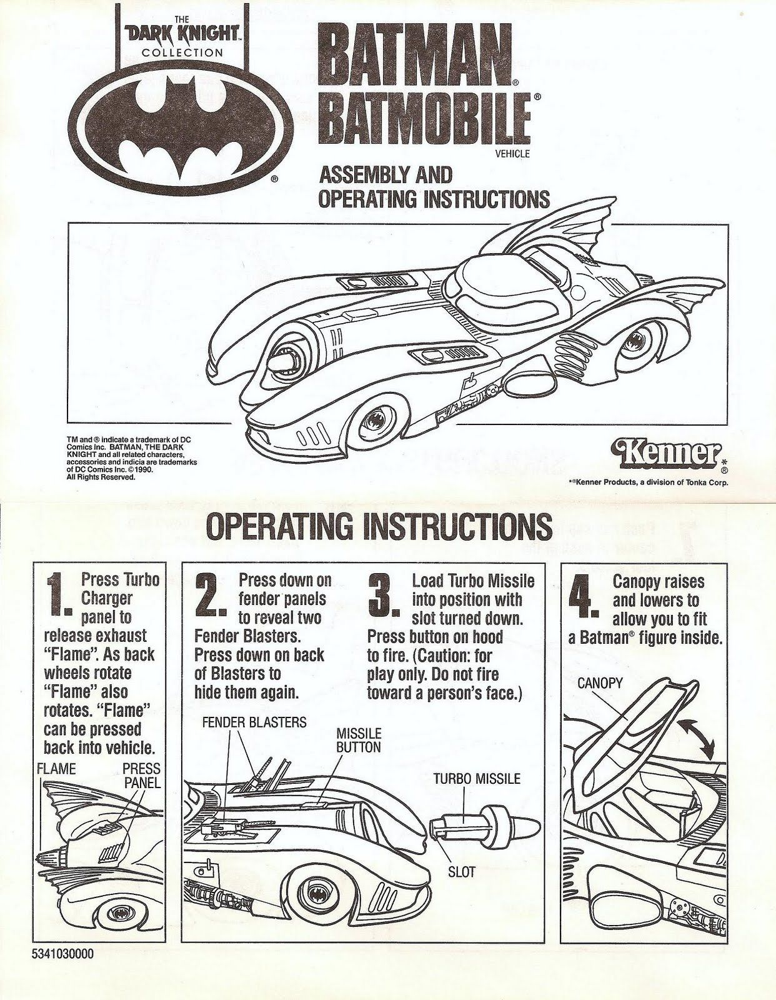 THE
DARK KNIGHT™
COLLECTION
®
BATMAN®
BATMOBILE®
VEHICLE
ASSEMBLY AND
OPERATING INSTRUCTIONS
TM and ® indicate a trademark of DC
Comics Inc. BATMAN, THE DARK
KNIGHT and all related characters,
accessories and indicia are trademarks
of DC Comics Inc. ©1990.
All Rights Reserved.
Kenner*®
*®Kenner Products, a division of Tonka Corp.
OPERATING INSTRUCTIONS
1. Press Turbo
Charger
panel to
release exhaust
“Flame”. As back
wheels rotate
“Flame” also
rotates. “Flame”
can be pressed
back into vehicle.
FLAME
PRESS
PANEL
2. Press down on
fender panels
to reveal two
Fender Blasters.
Press down on back
of Blasters to
hide them again.
3. Load Turbo Missile
into position with
slot turned down.
Press button on hood
to fire. (Caution: for
play only. Do not fire
toward a person’s face.)
FENDER BLASTERS
MISSILE
BUTTON
TURBO MISSILE
SLOT
4. Canopy raises
and lowers to
allow you to fit
a Batman® figure inside.
CANOPY
5341030000